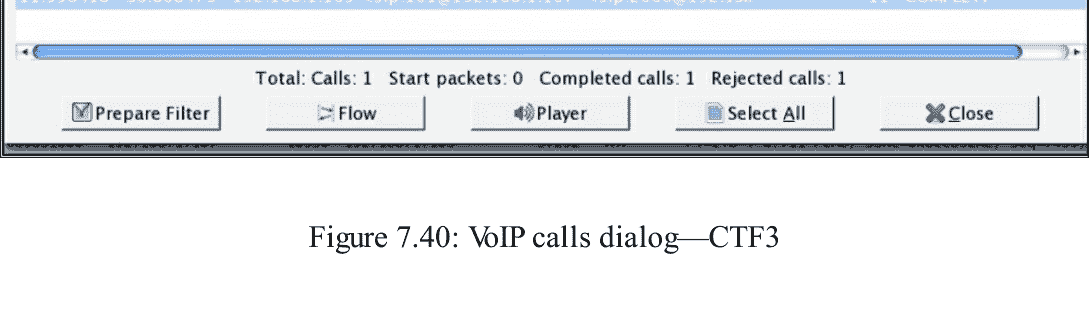 Total: Calls: 1 Start packets: 0 Completed calls: 1 Rejected calls: 1
Prepare Filter Flow Player Select All Close
Figure 7.40: VoIP calls dialog—CTF3